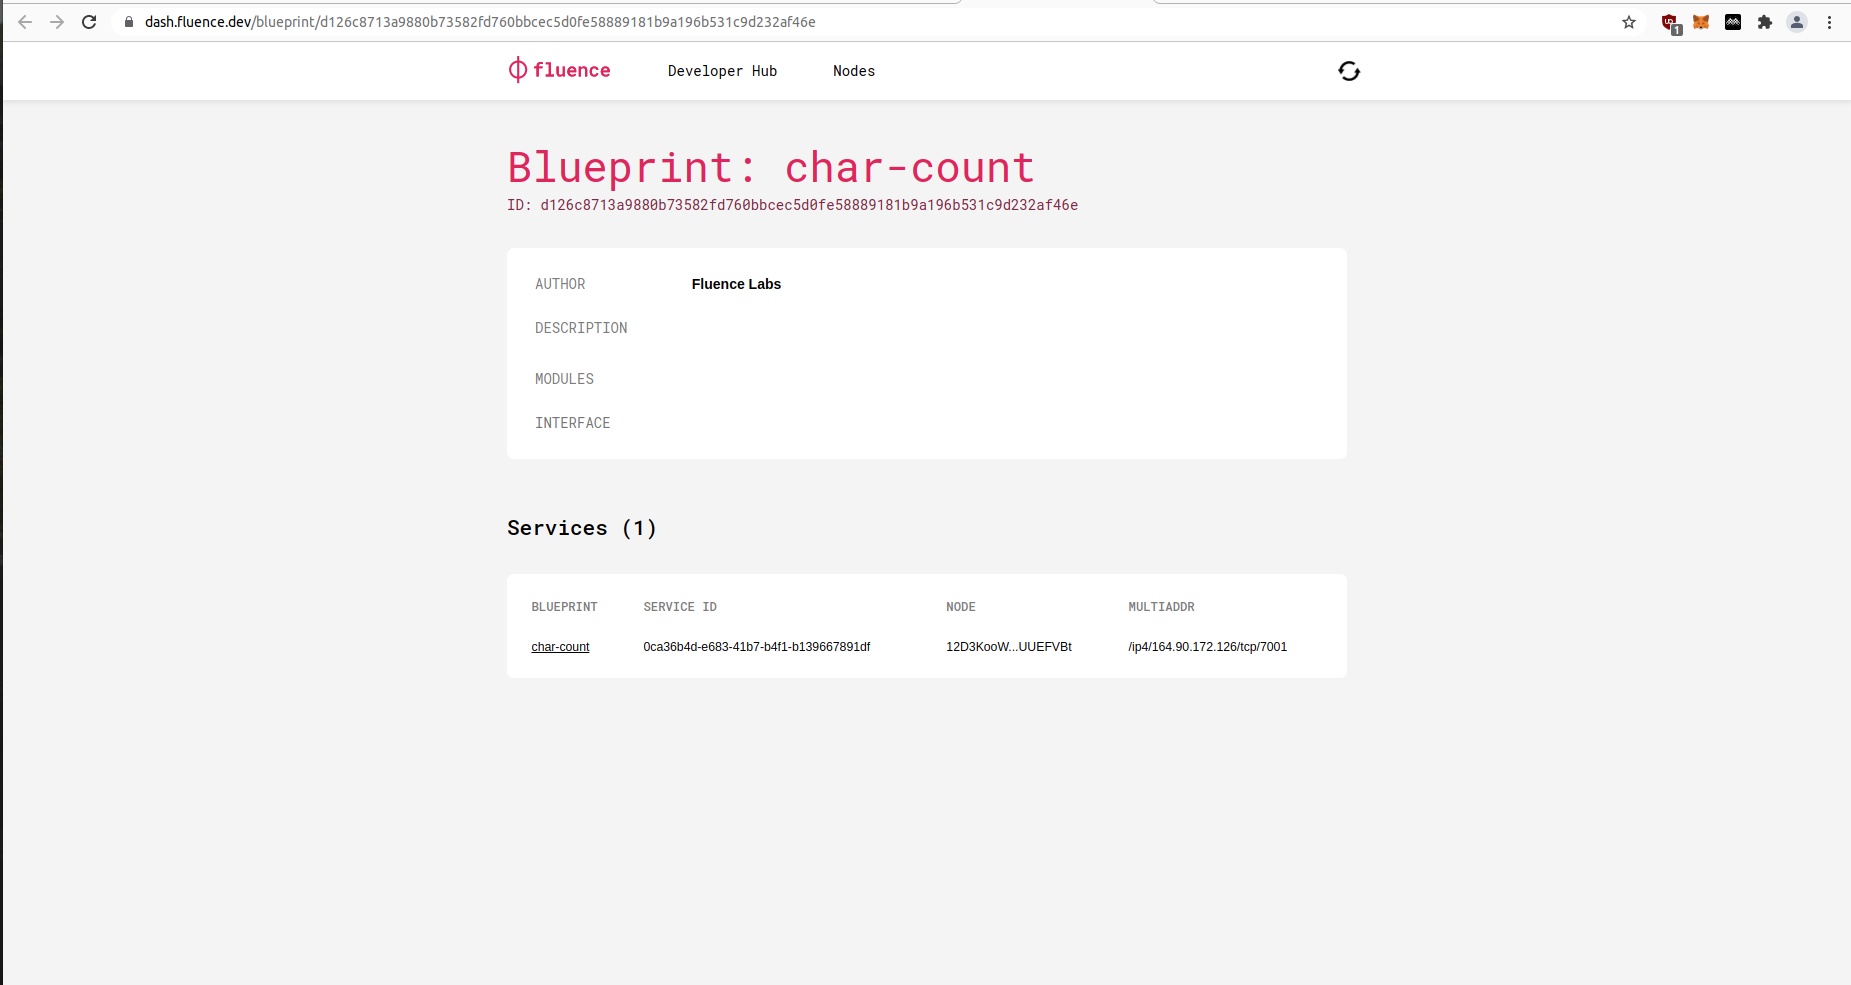 dash.fluence.dev/blueprint/d126c8713a9880b73582fd760bbcec5d0fe58889181b9a196b531c9d232af46e
1
fluence Developer Hub Nodes
Blueprint: char-count
ID: d126c8713a9880b73582fd760bbcec5d0fe58889181b9a196b531c9d232af46e
AUTHOR Fluence Labs
DESCRIPTION
MODULES
INTERFACE
Services (1)
BLUEPRINT SERVICE ID NODE MULTIADDR
char-count 0ca36b4d-e683-41b7-b4f1-b139667891df 12D3KooW...UUEFVBt /ip4/164.90.172.126/tcp/7001